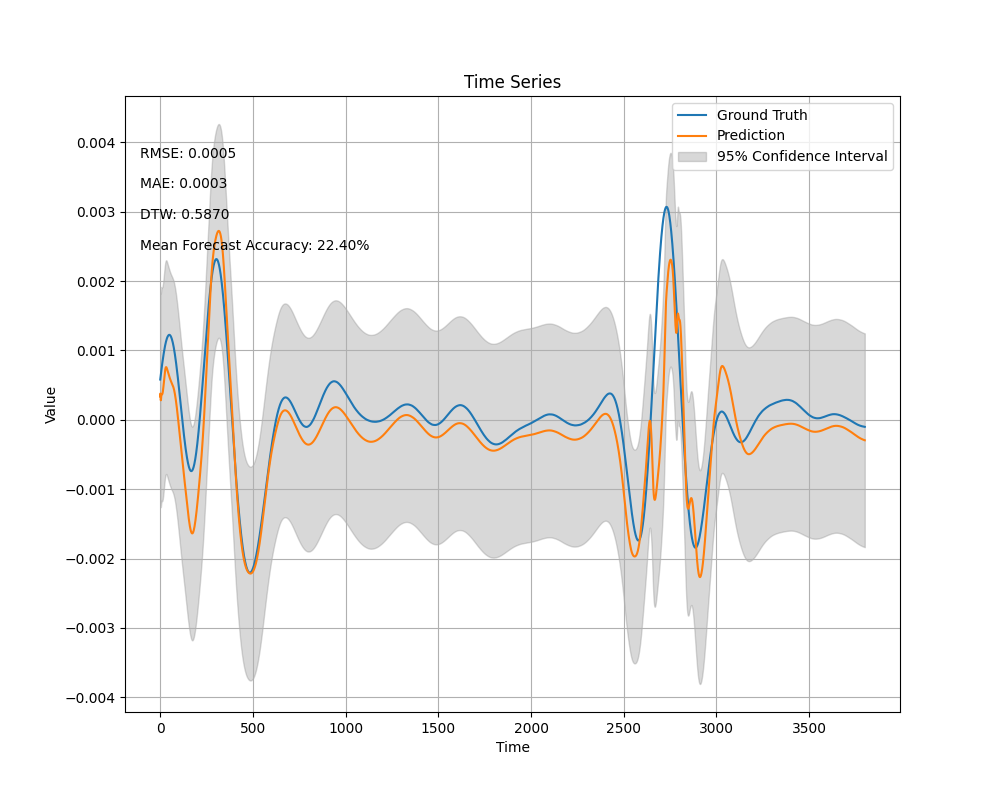 Time Series
Ground Truth
Prediction
95% Confidence Interval
RMSE: 0.0005
MAE: 0.0003
DTW: 0.5870
Mean Forecast Accuracy: 22.40%
Value
0.004
0.003
0.002
0.001
0.000
−0.001
−0.002
−0.003
−0.004
0 500 1000 1500 2000 2500 3000 3500
Time